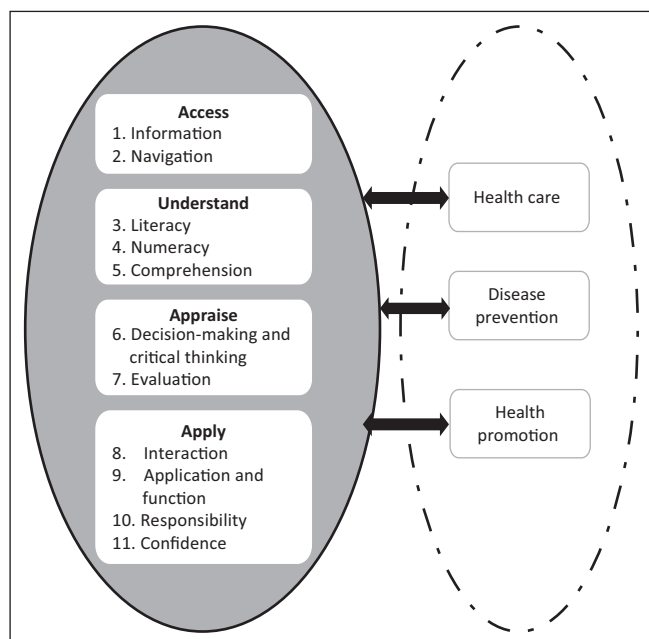 Access
1. Information
2. Navigation
Understand
3. Literacy
4. Numeracy
5. Comprehension
Appraise
6. Decision-making and
critical thinking
7. Evaluation
Apply
8. Interaction
9. Application and
function
10. Responsibility
11. Confidence
Health care
Disease
prevention
Health
promotion